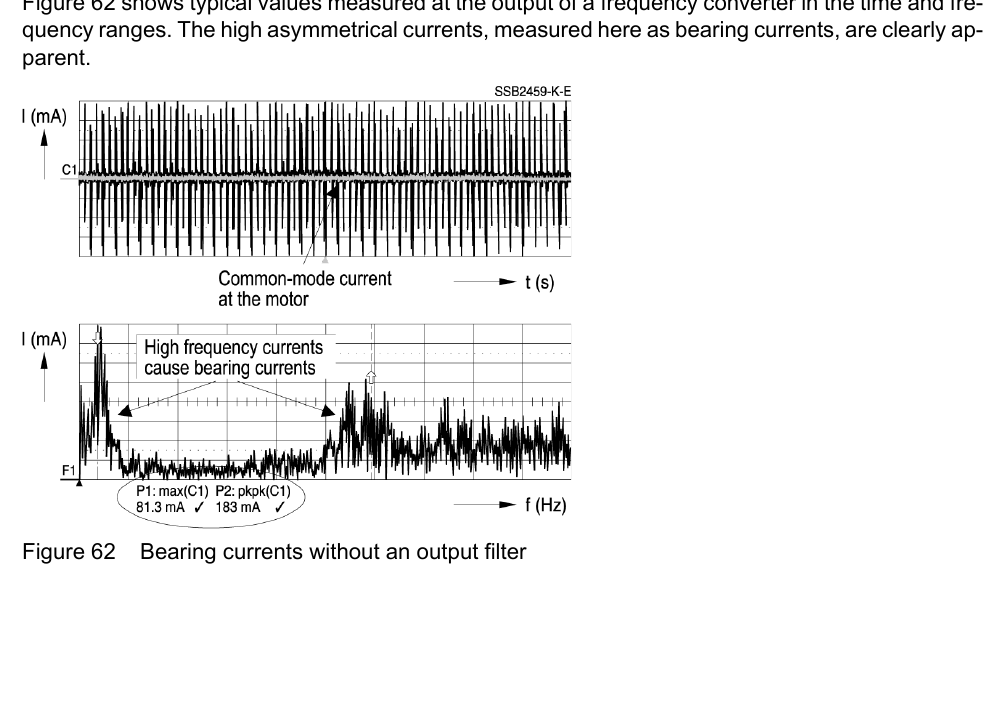 Figure 62 shows typical values measured at the output of a frequency converter in the time and fre-
quency ranges. The high asymmetrical currents, measured here as bearing currents, are clearly ap-
parent.
SSB2459-K-E
I (mA)
C1
Common-mode current
at the motor
t (s)
I (mA)
High frequency currents
cause bearing currents
F1
P1: max(C1) P2: pkpk(C1)
81.3 mA ✓ 183 mA ✓
f (Hz)
Figure 62 Bearing currents without an output filter